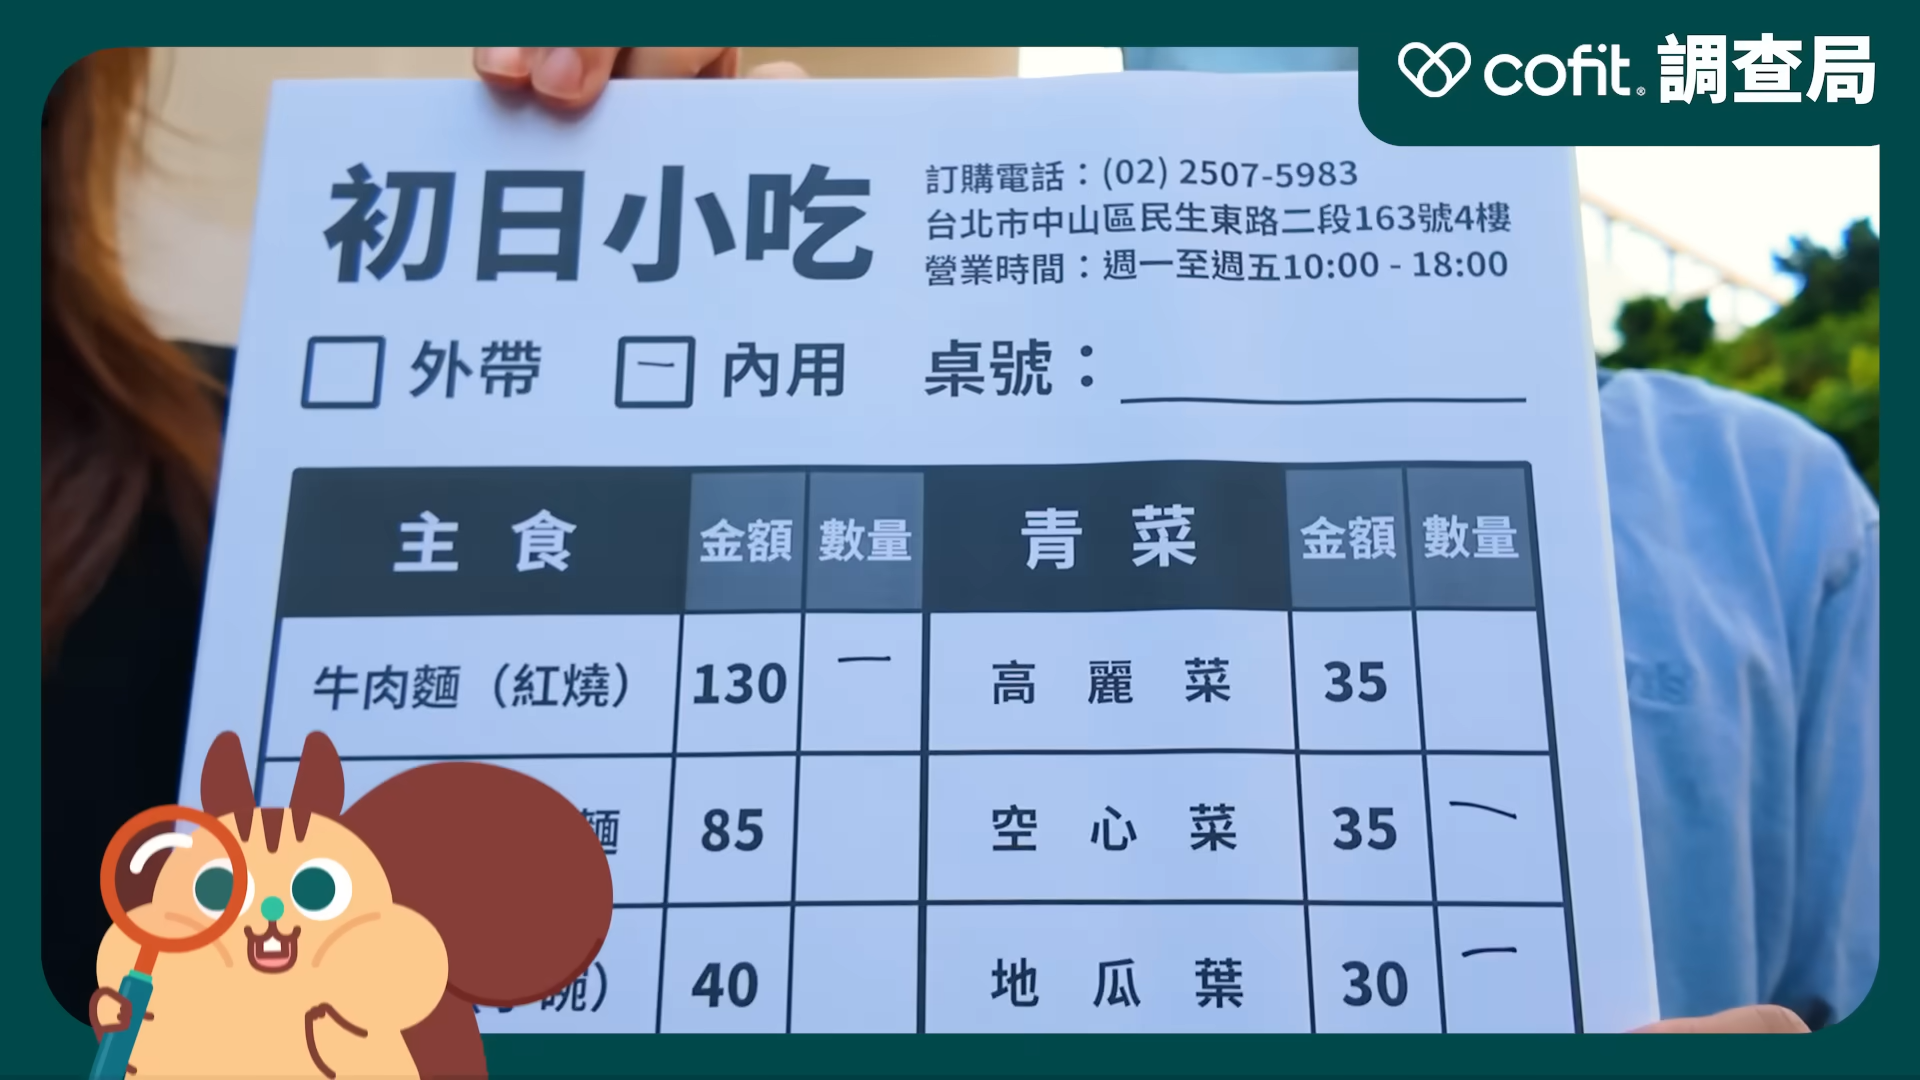 cofit® 調查局
初日小吃
訂購電話：(02) 2507-5983
台北市中山區民生東路二段163號4樓
營業時間：週一至週五10:00 - 18:00
外帶 一 內用 桌號：
主食 金額 數量 青菜 金額 數量
牛肉麵（紅燒） 130 一 高麗菜 35
麵 85 空心菜 35 一
碗） 40 地瓜葉 30 一